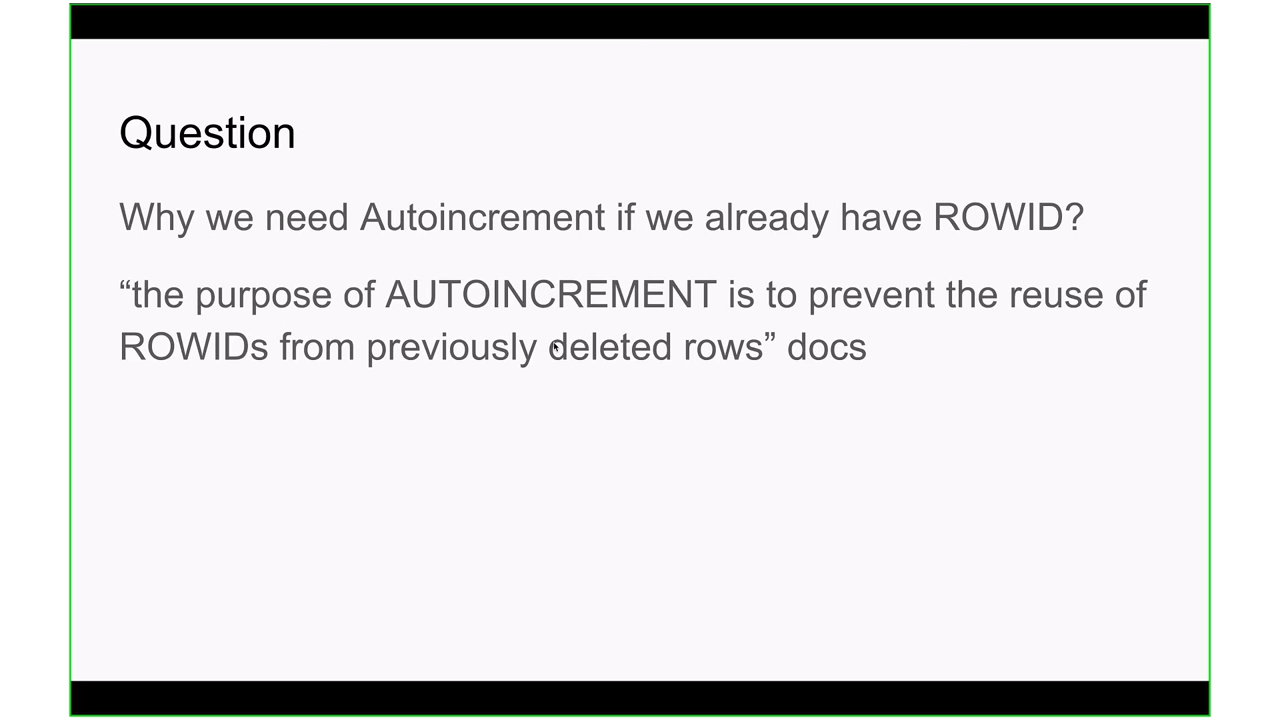 Question
Why we need Autoincrement if we already have ROWID?
“the purpose of AUTOINCREMENT is to prevent the reuse of
ROWIDs from previously deleted rows” docs